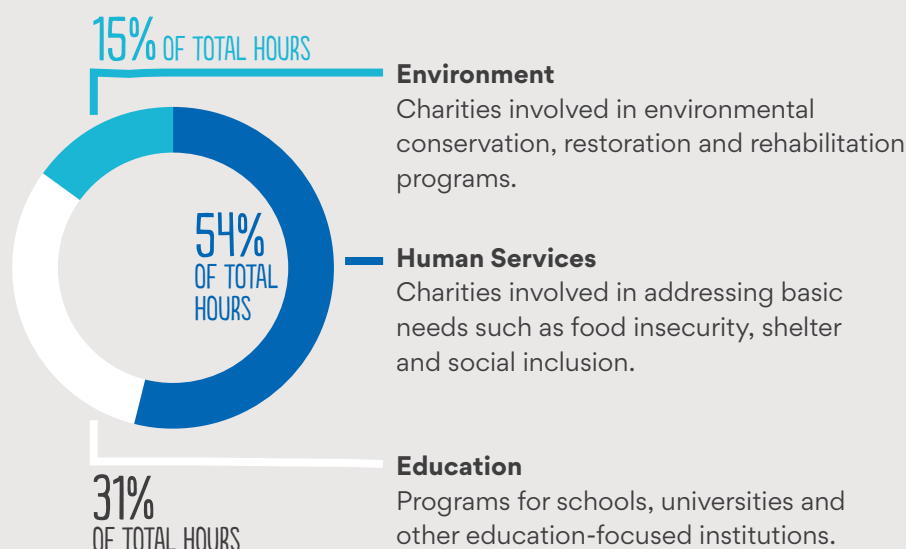 15% OF TOTAL HOURS
Environment
Charities involved in environmental
conservation, restoration and rehabilitation
programs.
54%
OF TOTAL
HOURS
Human Services
Charities involved in addressing basic
needs such as food insecurity, shelter
and social inclusion.
31%
OF TOTAL HOURS
Education
Programs for schools, universities and
other education-focused institutions.